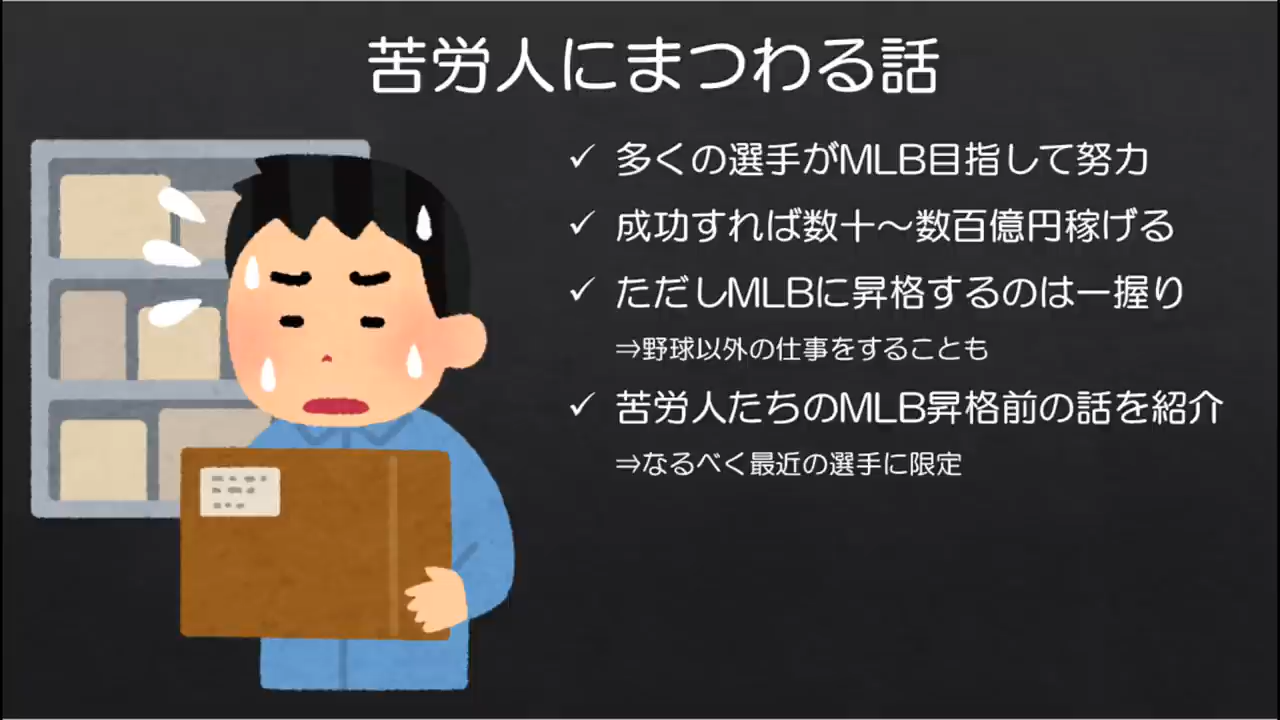 苦労人にまつわる話
✓ 多くの選手がMLB目指して努力
✓ 成功すれば数十～数百億円稼げる
✓ ただしMLBに昇格するのは一握り
⇒野球以外の仕事をすることも
✓ 苦労人たちのMLB昇格前の話を紹介
⇒なるべく最近の選手に限定